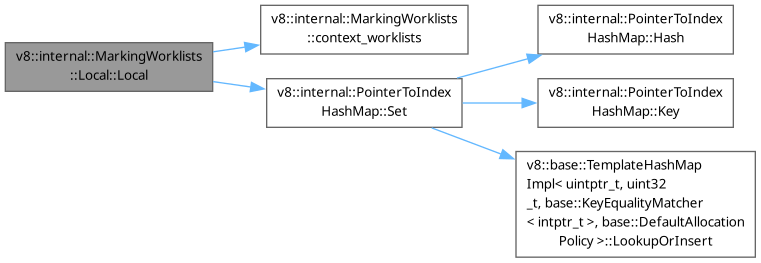 v8::internal::MarkingWorklists
::Local::Local
v8::internal::MarkingWorklists
::context_worklists
v8::internal::PointerToIndex
HashMap::Set
v8::internal::PointerToIndex
HashMap::Hash
v8::internal::PointerToIndex
HashMap::Key
v8::base::TemplateHashMap
Impl< uintptr_t, uint32
_t, base::KeyEqualityMatcher
< intptr_t >, base::DefaultAllocation
Policy >::LookupOrInsert